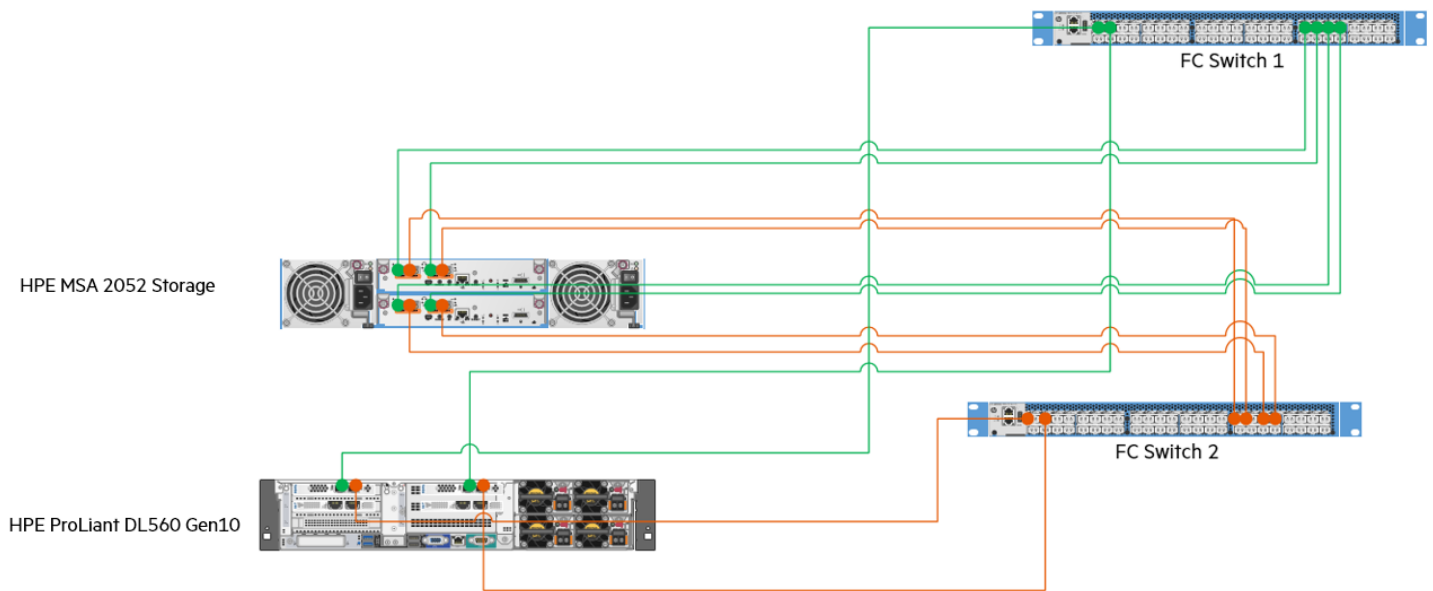 FC Switch 1
HPE MSA 2052 Storage
FC Switch 2
HPE ProLiant DL560 Gen10